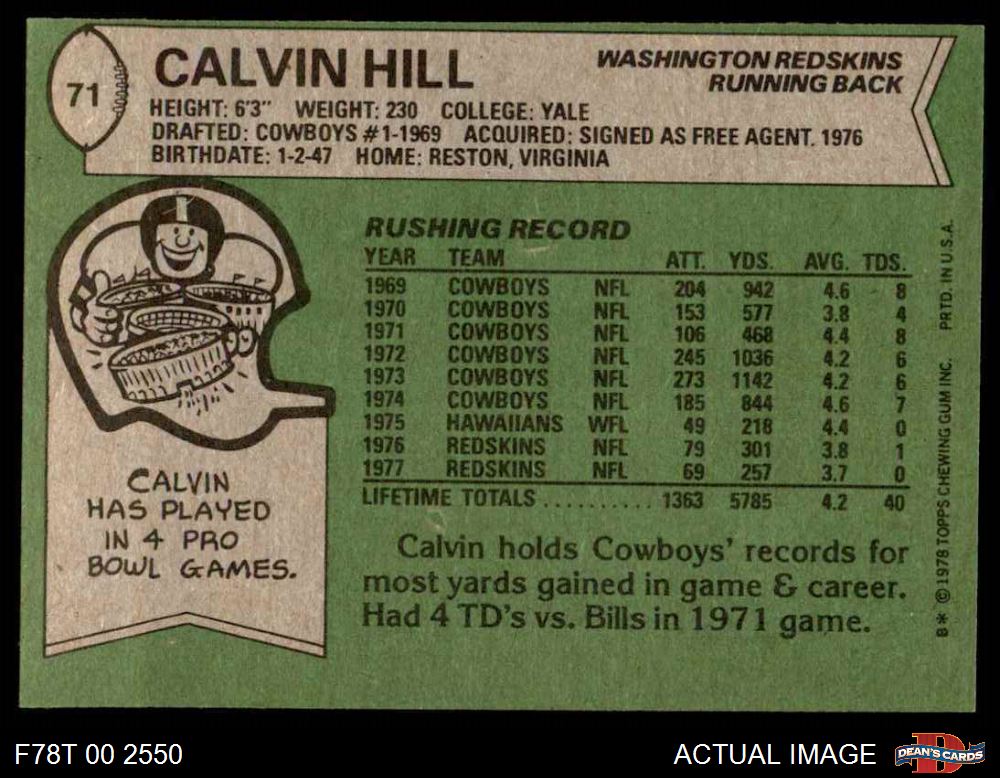 71
CALVIN HILL
WASHINGTON REDSKINS
RUNNING BACK
HEIGHT: 6'3" WEIGHT: 230 COLLEGE: YALE
DRAFTED: COWBOYS #1-1969 ACQUIRED: SIGNED AS FREE AGENT, 1976
BIRTHDATE: 1-2-47 HOME: RESTON, VIRGINIA
RUSHING RECORD
YEAR TEAM ATT. YDS. AVG. TDS.
1969 COWBOYS NFL 204 942 4.6 8
1970 COWBOYS NFL 153 577 3.8 4
1971 COWBOYS NFL 106 468 4.4 8
1972 COWBOYS NFL 245 1036 4.2 6
1973 COWBOYS NFL 273 1142 4.2 6
1974 COWBOYS NFL 185 844 4.6 7
1975 HAWAIIANS WFL 49 218 4.4 0
1976 REDSKINS NFL 79 301 3.8 1
1977 REDSKINS NFL 69 257 3.7 0
LIFETIME TOTALS .......... 1363 5785 4.2 40
CALVIN
HAS PLAYED
IN 4 PRO
BOWL GAMES.
Calvin holds Cowboys' records for
most yards gained in game & career.
Had 4 TD's vs. Bills in 1971 game.
B* © 1978 TOPPS CHEWING GUM INC. PRTD. IN U.S.A.
F78T 00 2550
ACTUAL IMAGE
DEAN'S CARDS